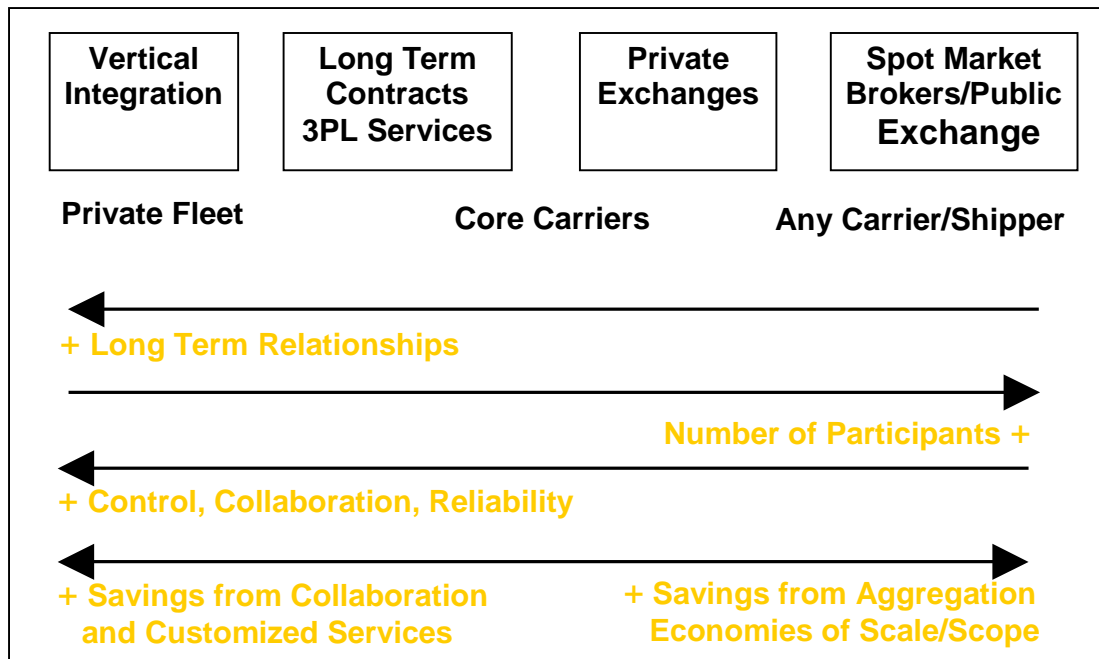 Vertical
Integration
Long Term
Contracts
3PL Services
Private
Exchanges
Spot Market
Brokers/Public
Exchange
Private Fleet
Core Carriers
Any Carrier/Shipper
+ Long Term Relationships
Number of Participants +
+ Control, Collaboration, Reliability
+ Savings from Collaboration
and Customized Services
+ Savings from Aggregation
Economies of Scale/Scope